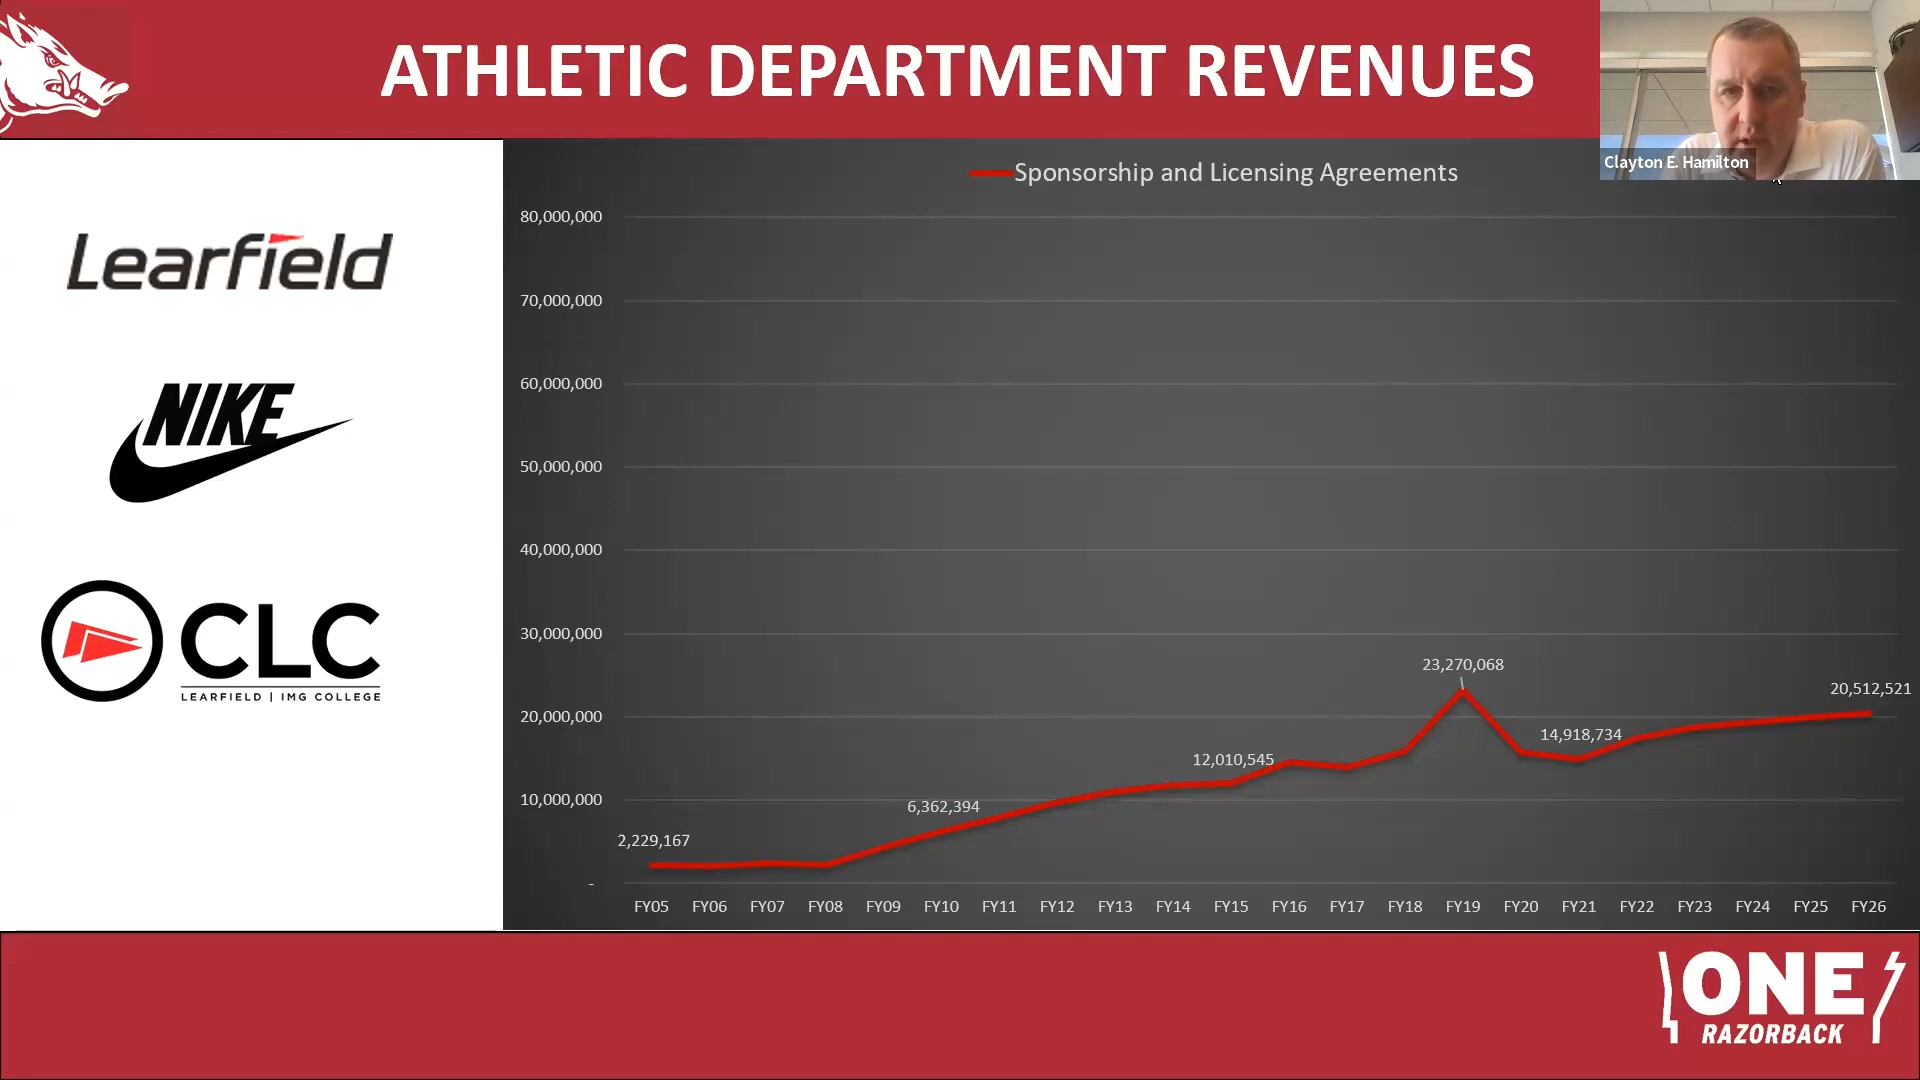 ATHLETIC DEPARTMENT REVENUES
Clayton E. Hamilton
Learfield
NIKE
CLC
LEARFIELD | IMG COLLEGE
Sponsorship and Licensing Agreements
80,000,000
70,000,000
60,000,000
50,000,000
40,000,000
30,000,000
20,000,000
10,000,000
-
2,229,167
6,362,394
12,010,545
23,270,068
14,918,734
20,512,521
FY05 FY06 FY07 FY08 FY09 FY10 FY11 FY12 FY13 FY14 FY15 FY16 FY17 FY18 FY19 FY20 FY21 FY22 FY23 FY24 FY25 FY26
ONE
RAZORBACK